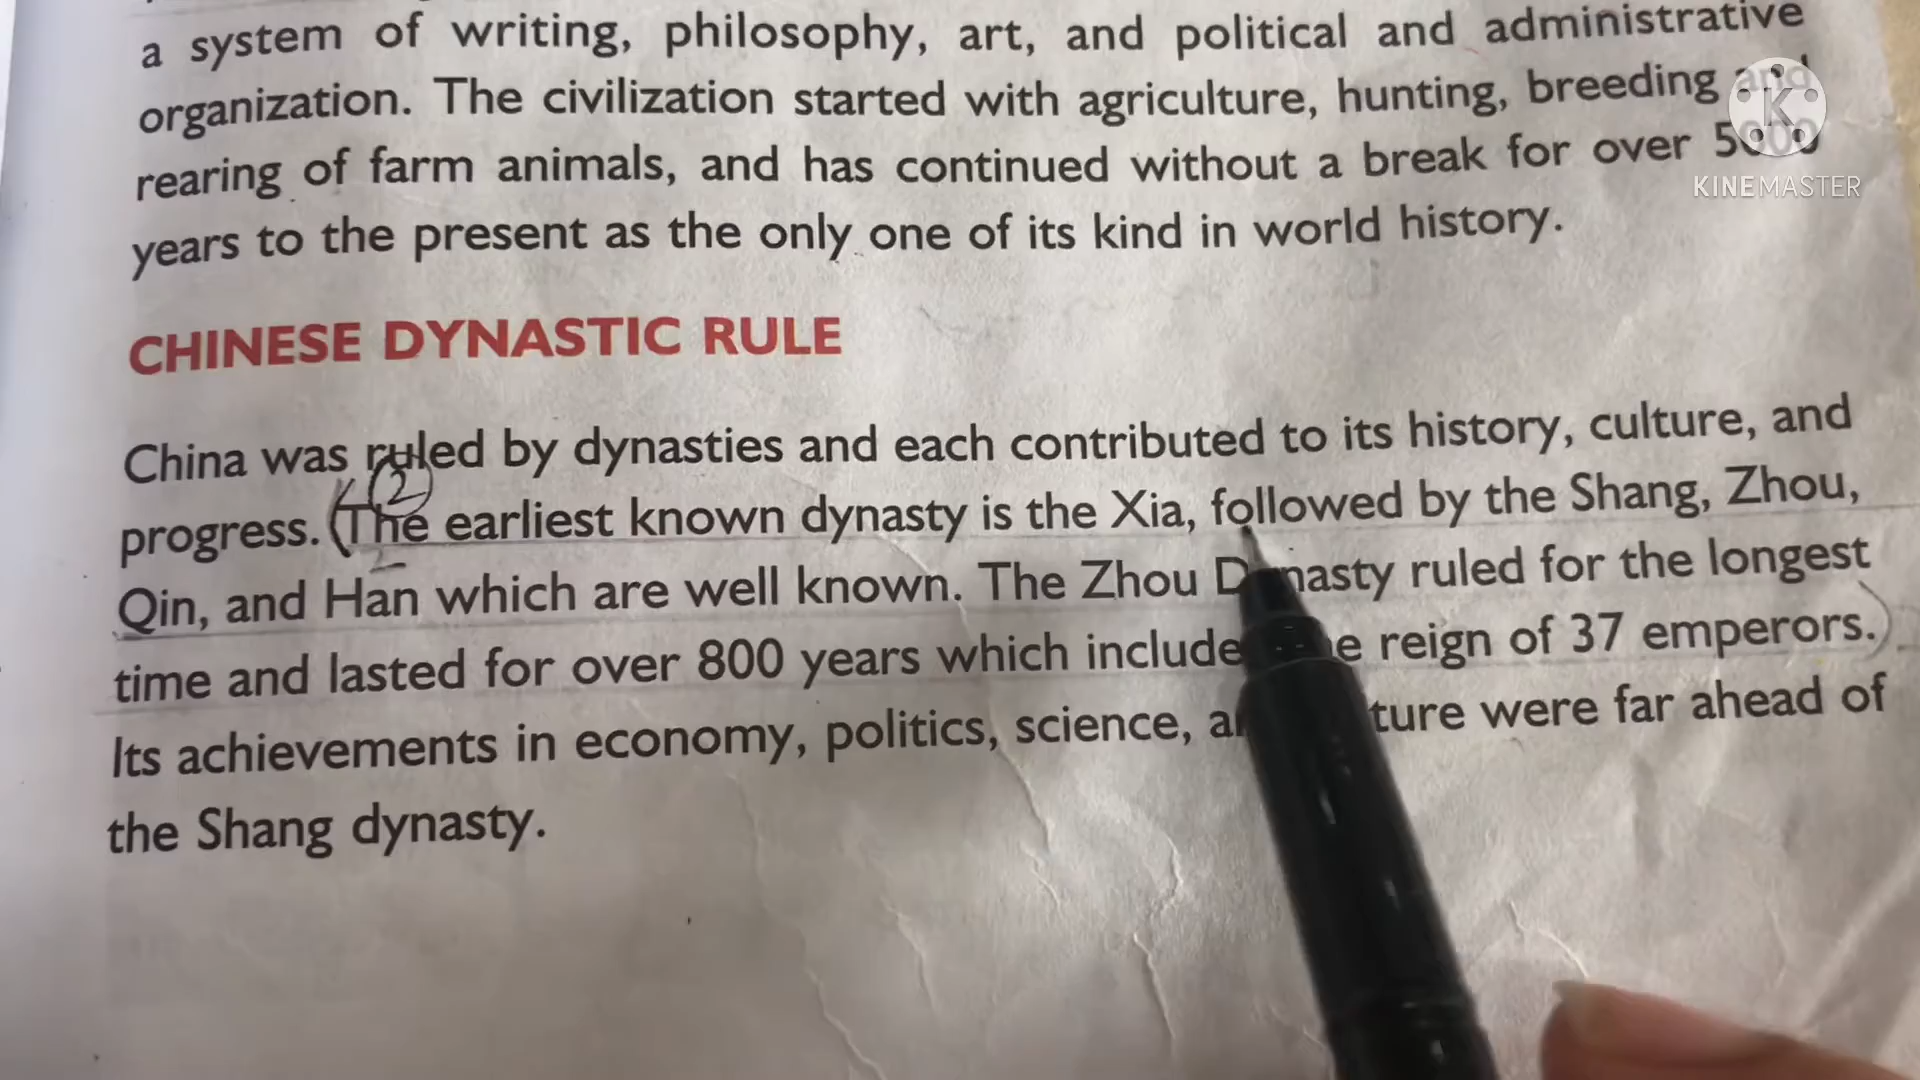 a system of writing, philosophy, art, and political and administrative
organization. The civilization started with agriculture, hunting, breeding and
rearing of farm animals, and has continued without a break for over 5000
years to the present as the only one of its kind in world history.
KINEMASTER
CHINESE DYNASTIC RULE
China was ruled by dynasties and each contributed to its history, culture, and
2
progress. (The earliest known dynasty is the Xia, followed by the Shang, Zhou,
Qin, and Han which are well known. The Zhou Dynasty ruled for the longest
time and lasted for over 800 years which include reign of 37 emperors.)
Its achievements in economy, politics, science, were far ahead of
the Shang dynasty.